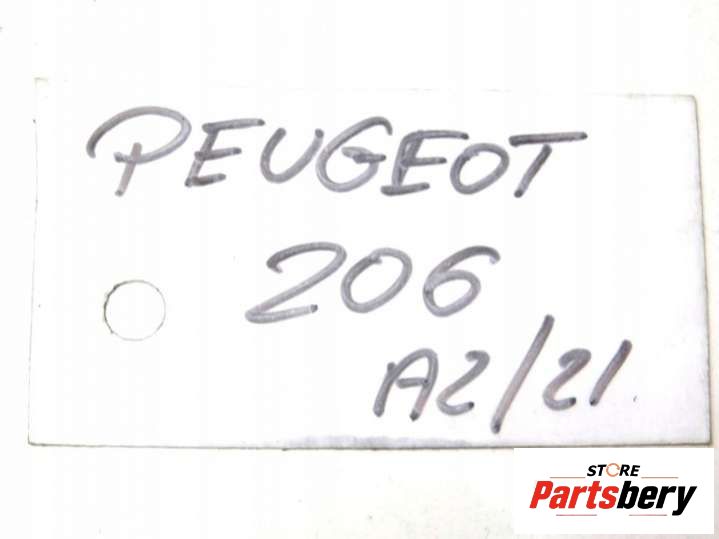 PEUGEOT
206
A2/21
STORE
Partsbery